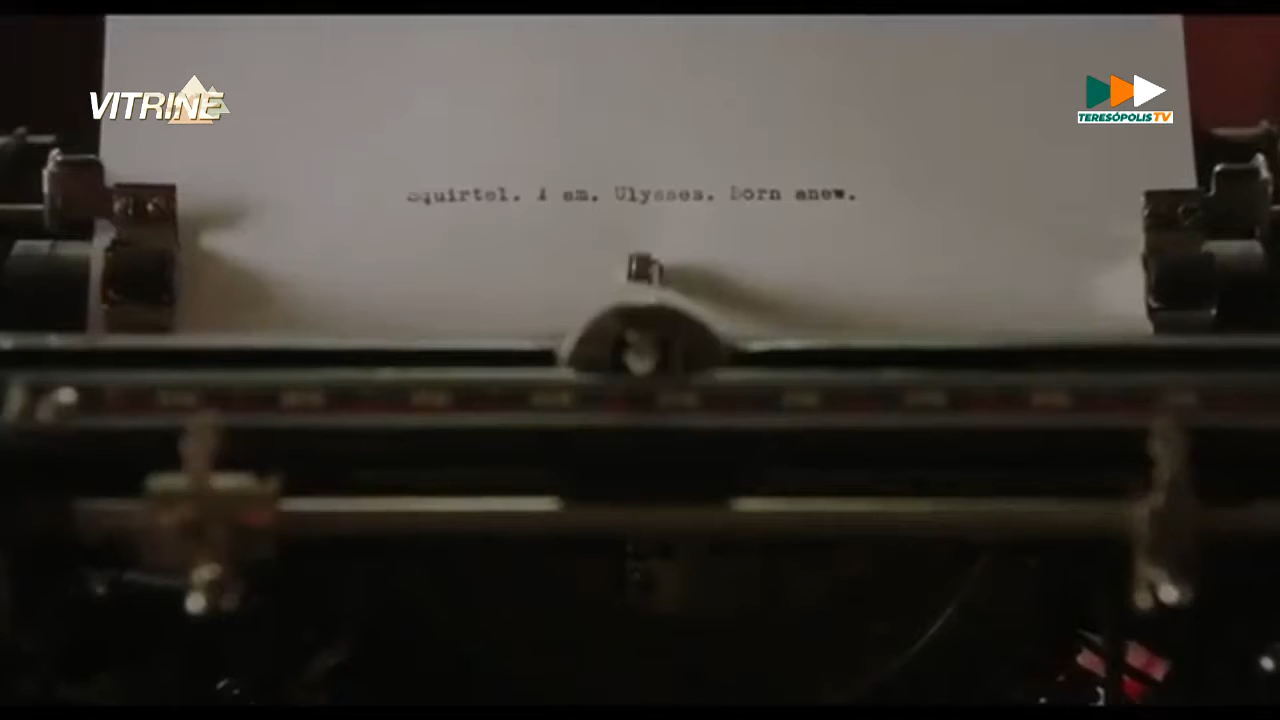 VITRINE
TERESÓPOLIS TV
Squirtel. I am. Ulysses. Born anew.